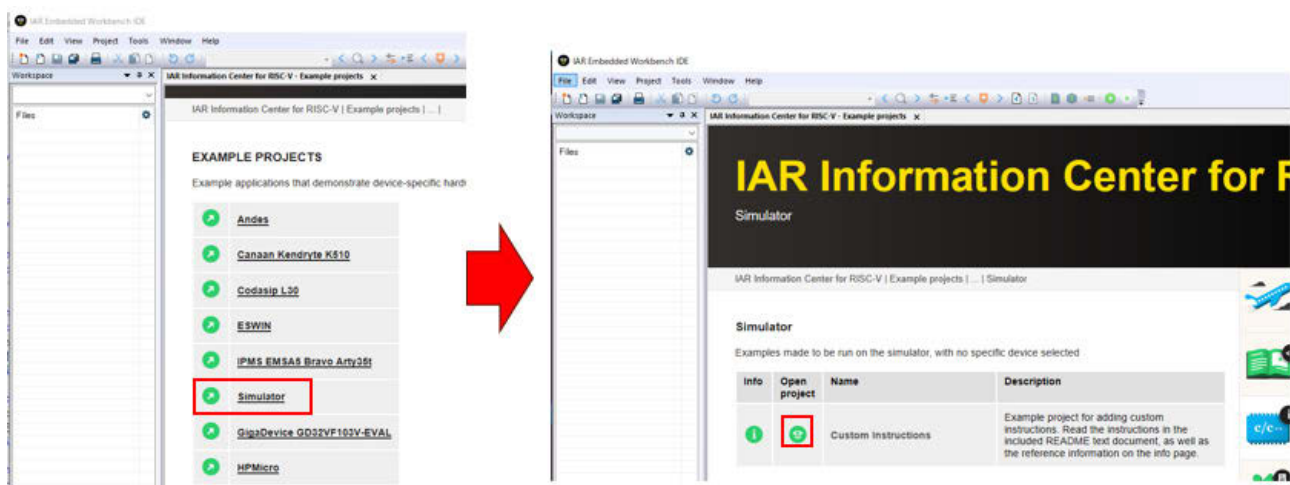 IAR Embedded Workbench IDE
File Edit View Project Tools Window Help
Workspace
IAR Information Center for RISC-V - Example projects x
Files
IAR Information Center for RISC-V | Example projects | ... |
EXAMPLE PROJECTS
Example applications that demonstrate device-specific hardw
Andes
Canaan Kendryte K510
Codasip L30
ESWIN
IPMS EMSA5 Bravo Arty35t
Simulator
GigaDevice GD32VF103V-EVAL
HPMicro
IAR Embedded Workbench IDE
File Edit View Project Tools Window Help
Workspace
IAR Information Center for RISC-V - Example projects x
Files
IAR Information Center for R
Simulator
IAR Information Center for RISC-V | Example projects | ... | Simulator
Simulator
Examples made to be run on the simulator, with no specific device selected
Info Open project Name Description
Custom Instructions
Example project for adding custom
instructions. Read the instructions in the
included README text document, as well as
the reference information on the info page.
c/c--